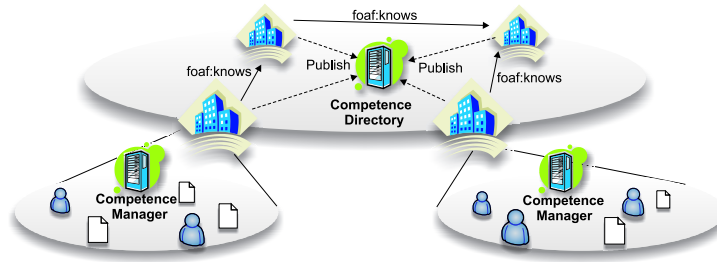 foaf:knows
foaf:knows
Publish
Publish
foaf:knows
Competence
Directory
Competence
Manager
Competence
Manager